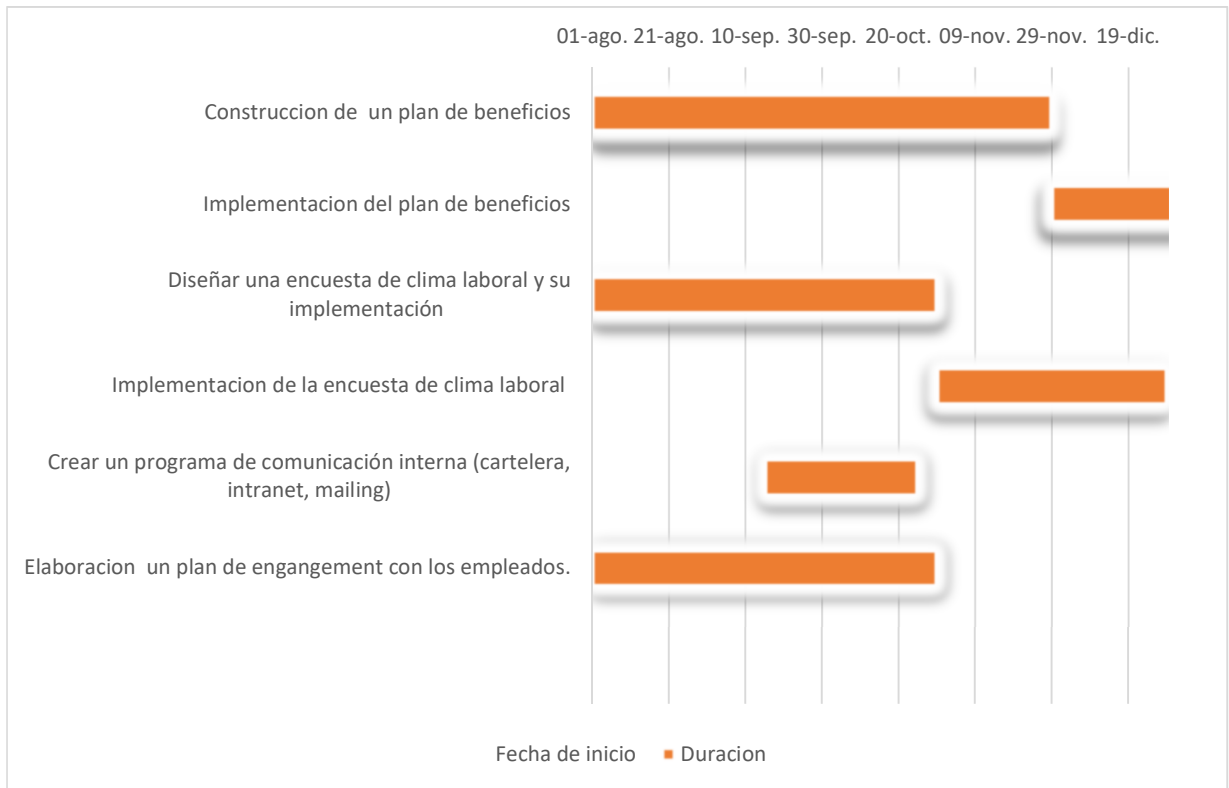 01-ago. 21-ago. 10-sep. 30-sep. 20-oct. 09-nov. 29-nov. 19-dic.
Construccion de  un plan de beneficios
Implementacion del plan de beneficios
Diseñar una encuesta de clima laboral y su
implementación
Implementacion de la encuesta de clima laboral
Crear un programa de comunicación interna (cartelera,
intranet, mailing)
Elaboracion  un plan de engangement con los empleados.
Fecha de inicio Duracion